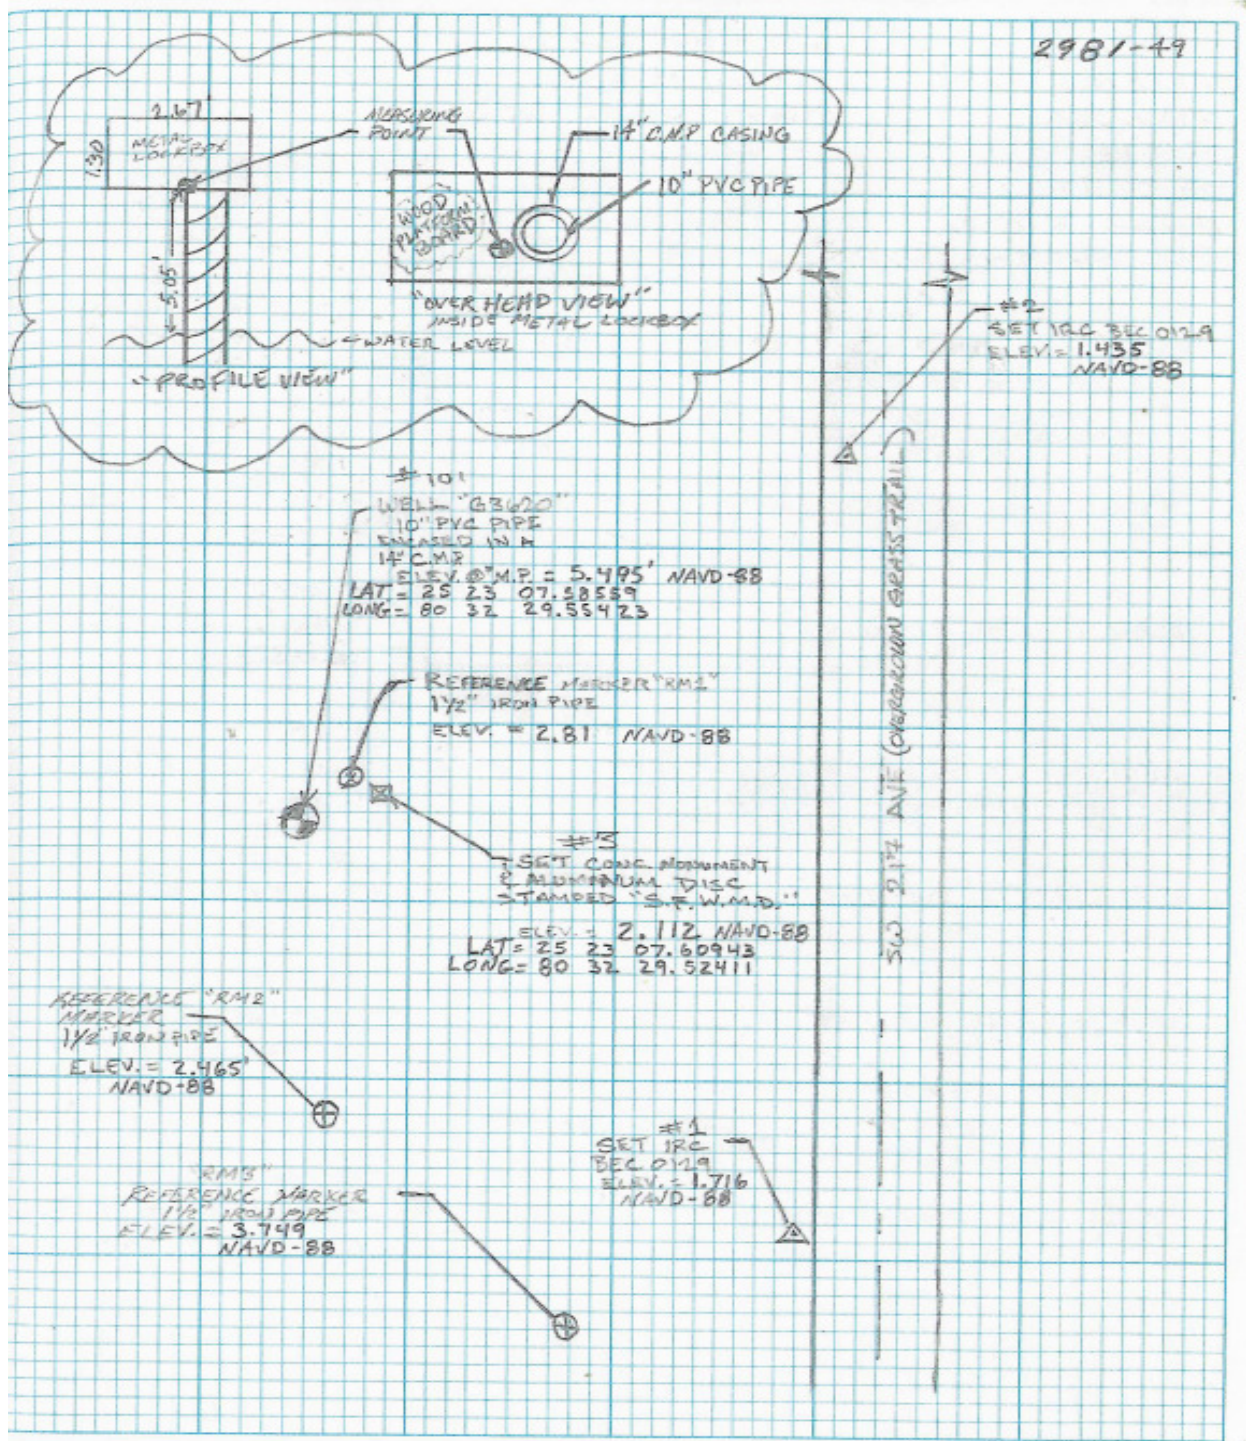 2981-49
2.67'
METAL
LOCKBOX
1.30
5.05'
MEASURING
POINT
14" C.M.P CASING
10" PVC PIPE
WOOD
PLATFORM
BOARD
"OVER HEAD VIEW"
INSIDE METAL LOCKBOX
WATER LEVEL
"PROFILE VIEW"
#2
SET IRC BEC 0129
ELEV. = 1.435
NAVD-88
#101
WELL "G3620"
10" PVC PIPE
ENCASED IN A
14" C.M.P.
ELEV. @ M.P. = 5.495' NAVD-88
LAT = 25 23 07.58559
LONG = 80 32 29.55423
REFERENCE MARKER "RM1"
1½" IRON PIPE
ELEV. = 2.81 NAVD-88
#3
SET CONC. MONUMENT
& ALUMINUM DISC
STAMPED "S.F.W.M.D."
ELEV. = 2.112 NAVD-88
LAT = 25 23 07.60943
LONG = 80 32 29.52411
SW 217 AVE (OVERGROWN GRASS TRAIL)
REFERENCE "RM2"
MARKER
1½" IRON PIPE
ELEV. = 2.465'
NAVD-88
#1
SET IRC
BEC 0129
ELEV. = 1.716
NAVD-88
"RM3"
REFERENCE MARKER
1½" IRON PIPE
ELEV. = 3.749
NAVD-88